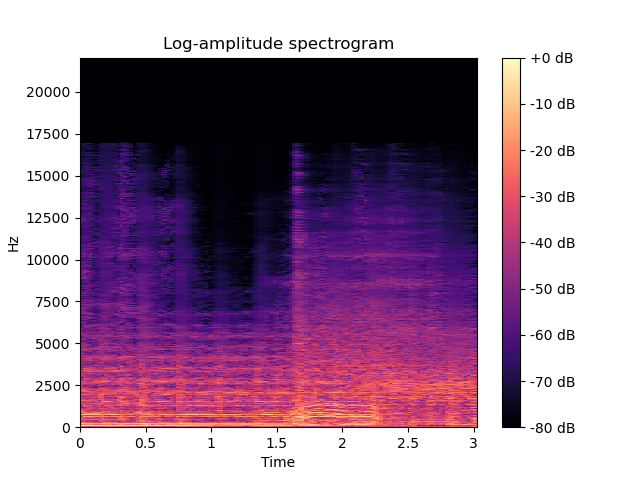 Log-amplitude spectrogram
Hz
20000
17500
15000
12500
10000
7500
5000
2500
0
0
0.5
1
1.5
2
2.5
3
Time
+0 dB
-10 dB
-20 dB
-30 dB
-40 dB
-50 dB
-60 dB
-70 dB
-80 dB